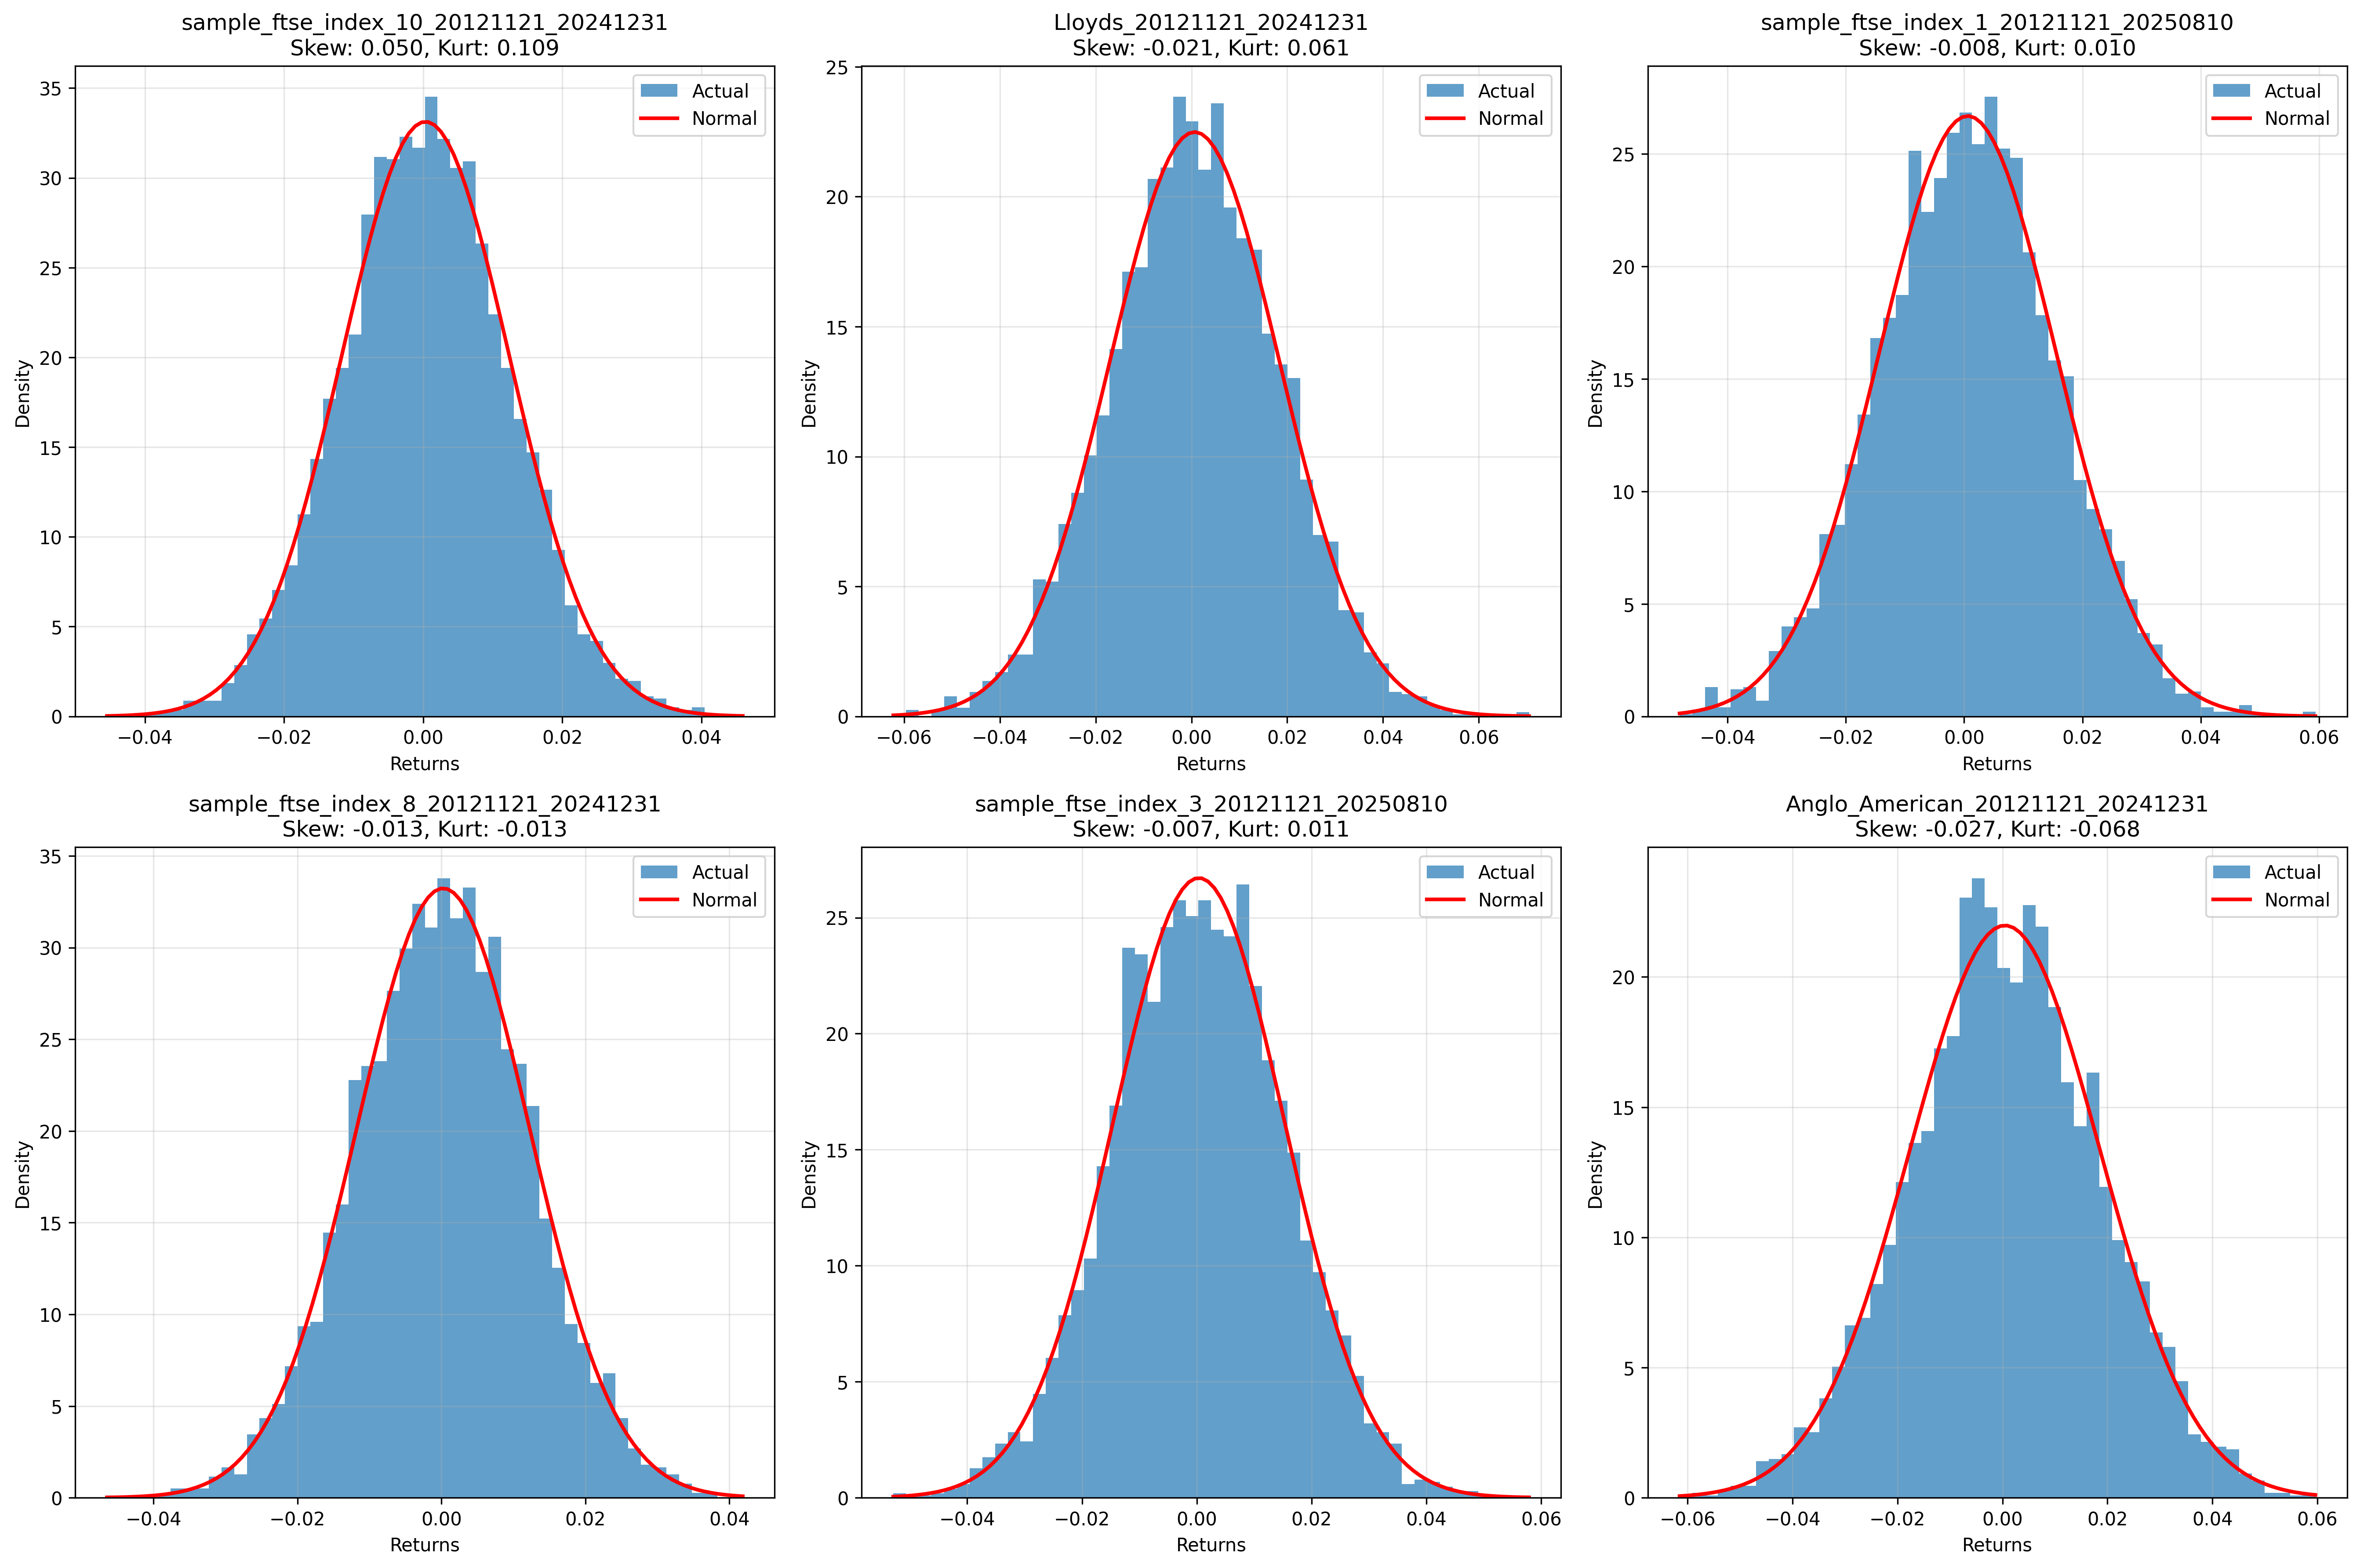 sample_ftse_index_10_20121121_20241231
Skew: 0.050, Kurt: 0.109
Actual
Normal
35
30
25
20
15
10
5
0
Density
−0.04 −0.02 0.00 0.02 0.04
Returns
Lloyds_20121121_20241231
Skew: -0.021, Kurt: 0.061
Actual
Normal
25
20
15
10
5
0
Density
−0.06 −0.04 −0.02 0.00 0.02 0.04 0.06
Returns
sample_ftse_index_1_20121121_20250810
Skew: -0.008, Kurt: 0.010
Actual
Normal
25
20
15
10
5
0
Density
−0.04 −0.02 0.00 0.02 0.04 0.06
Returns
sample_ftse_index_8_20121121_20241231
Skew: -0.013, Kurt: -0.013
Actual
Normal
35
30
25
20
15
10
5
0
Density
−0.04 −0.02 0.00 0.02 0.04
Returns
sample_ftse_index_3_20121121_20250810
Skew: -0.007, Kurt: 0.011
Actual
Normal
25
20
15
10
5
0
Density
−0.04 −0.02 0.00 0.02 0.04 0.06
Returns
Anglo_American_20121121_20241231
Skew: -0.027, Kurt: -0.068
Actual
Normal
20
15
10
5
0
Density
−0.06 −0.04 −0.02 0.00 0.02 0.04 0.06
Returns